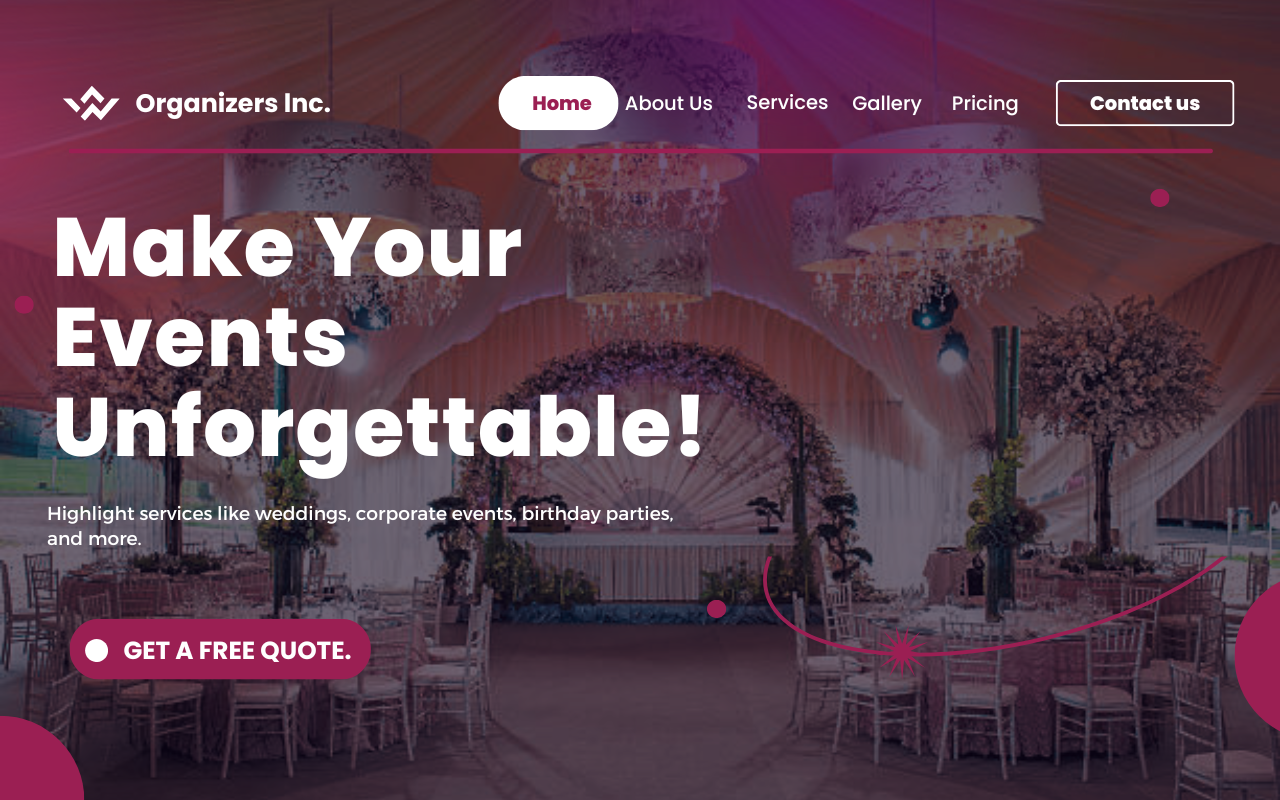 Organizers Inc.
Home About Us Services Gallery Pricing Contact us
Make Your
Events
Unforgettable!
Highlight services like weddings, corporate events, birthday parties,
and more.
GET A FREE QUOTE.